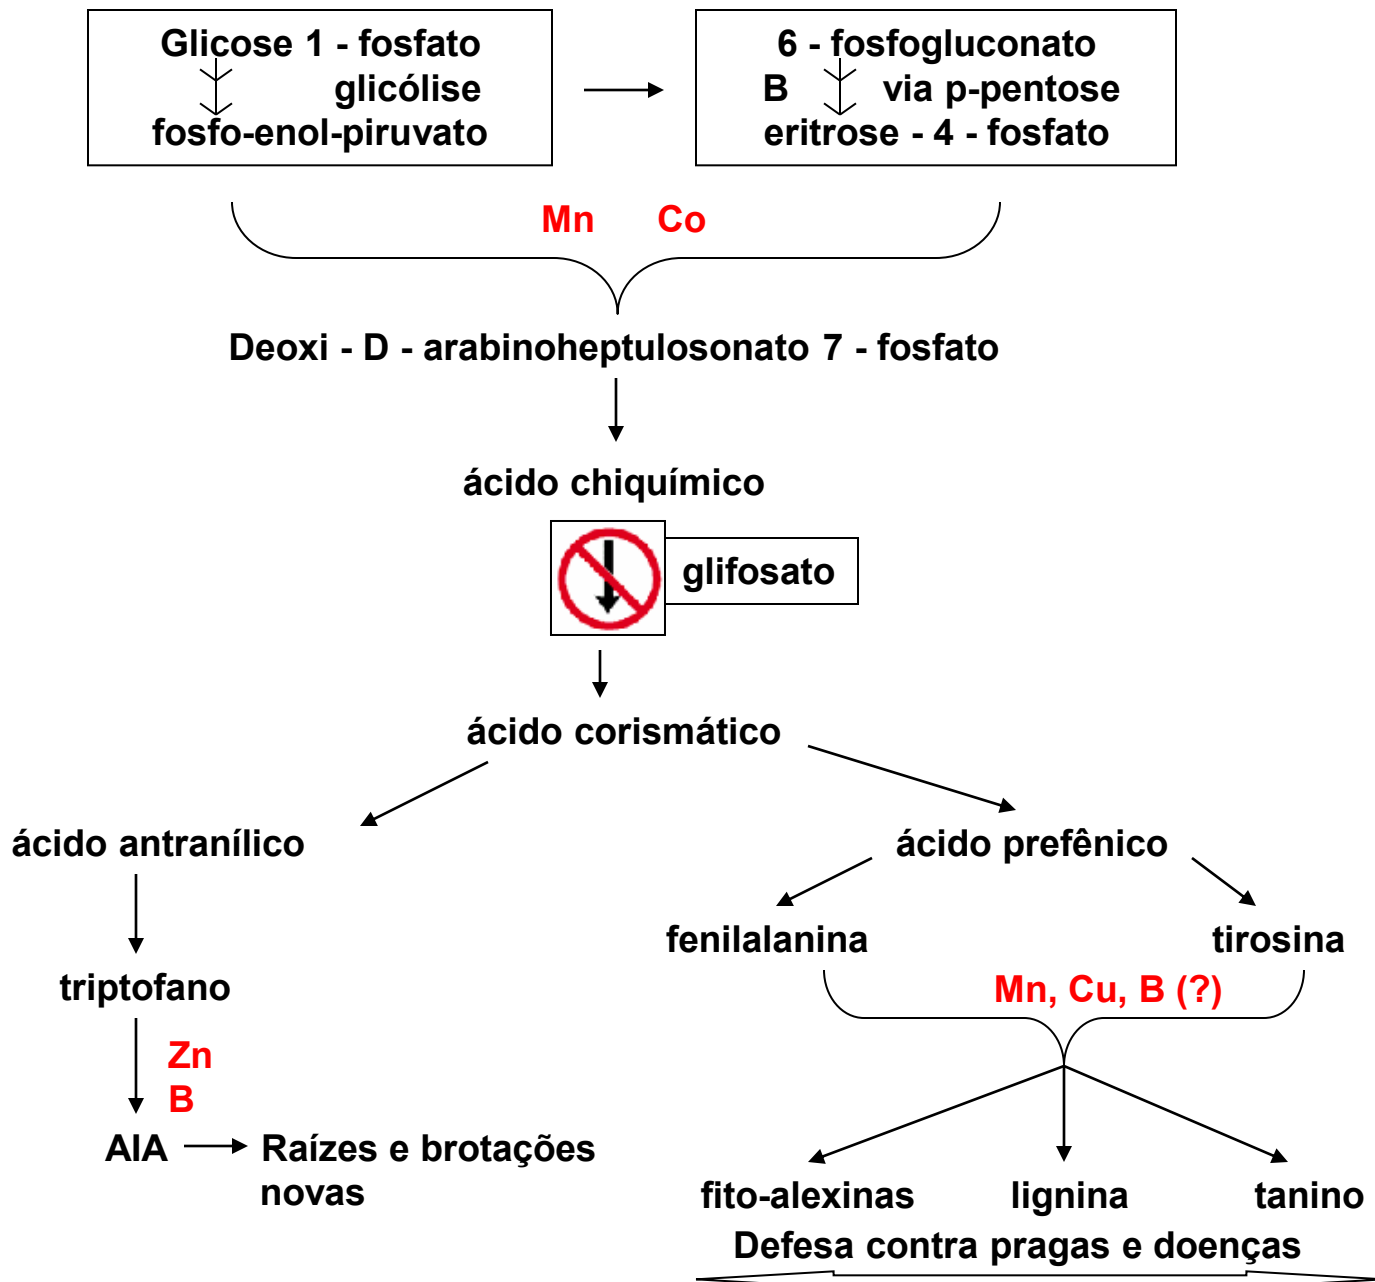 Glicose 1 - fosfato
glicólise
fosfo-enol-piruvato
6 - fosfogluconato
B via p-pentose
eritrose - 4 - fosfato
Mn Co
Deoxi - D - arabinoheptulosonato 7 - fosfato
ácido chiquímico
glifosato
ácido corismático
ácido antranílico
ácido prefênico
fenilalanina
tirosina
triptofano
Mn, Cu, B (?)
Zn
B
AIA
Raízes e brotações
novas
fito-alexinas
lignina
tanino
Defesa contra pragas e doenças